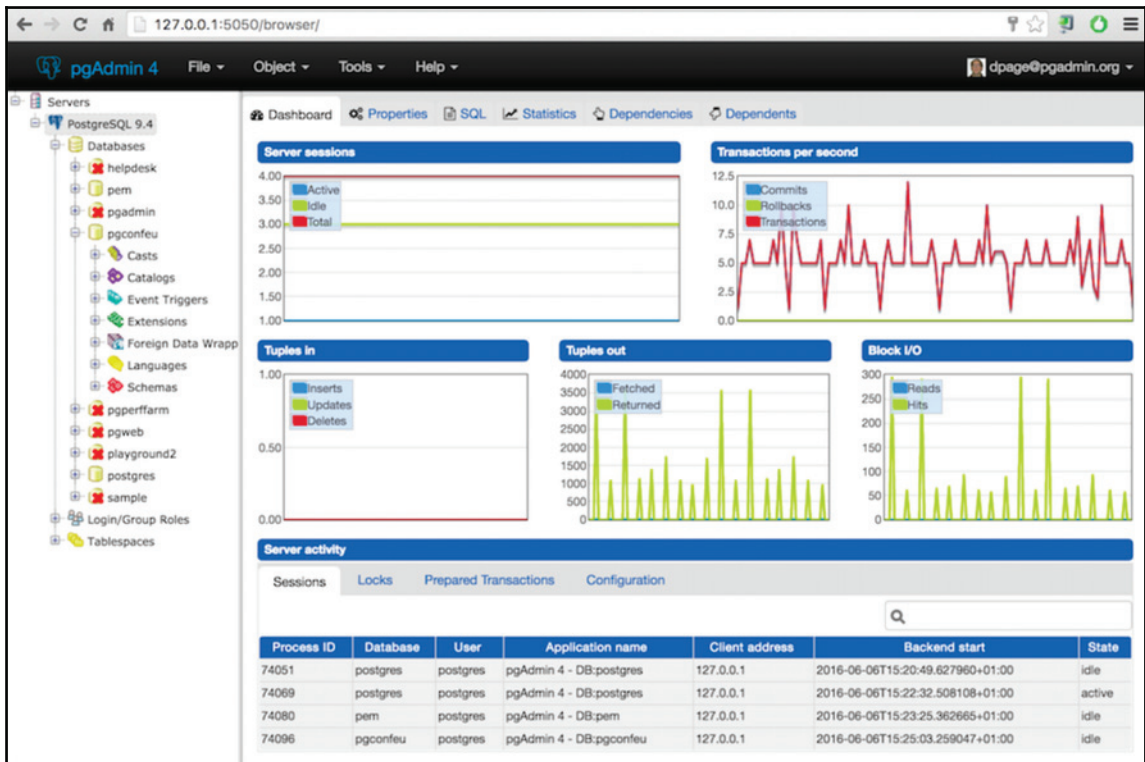 127.0.0.1:5050/browser/
pgAdmin 4 File Object Tools Help dpage@pgadmin.org
Servers
PostgreSQL 9.4
Databases
helpdesk
pem
pgadmin
pgconfeu
Casts
Catalogs
Event Triggers
Extensions
Foreign Data Wrapp
Languages
Schemas
pgperffarm
pgweb
playground2
postgres
sample
Login/Group Roles
Tablespaces
Dashboard Properties SQL Statistics Dependencies Dependents
Server sessions
4.00
3.50
3.00
2.50
2.00
1.50
1.00
Active
Idle
Total
Transactions per second
12.5
10.0
7.5
5.0
2.5
0.0
Commits
Rollbacks
Transactions
Tuples in
1.00
0.50
0.00
Inserts
Updates
Deletes
Tuples out
4000
3500
3000
2500
2000
1500
1000
500
0
Fetched
Returned
Block I/O
300
250
200
150
100
50
0
Reads
Hits
Server activity
Sessions Locks Prepared Transactions Configuration
Process ID Database User Application name Client address Backend start State
74051 postgres postgres pgAdmin 4 - DB:postgres 127.0.0.1 2016-06-06T15:20:49.627960+01:00 idle
74069 postgres postgres pgAdmin 4 - DB:postgres 127.0.0.1 2016-06-06T15:22:32.508108+01:00 active
74080 pem postgres pgAdmin 4 - DB:pem 127.0.0.1 2016-06-06T15:23:25.362665+01:00 idle
74096 pgconfeu postgres pgAdmin 4 - DB:pgconfeu 127.0.0.1 2016-06-06T15:25:03.259047+01:00 idle